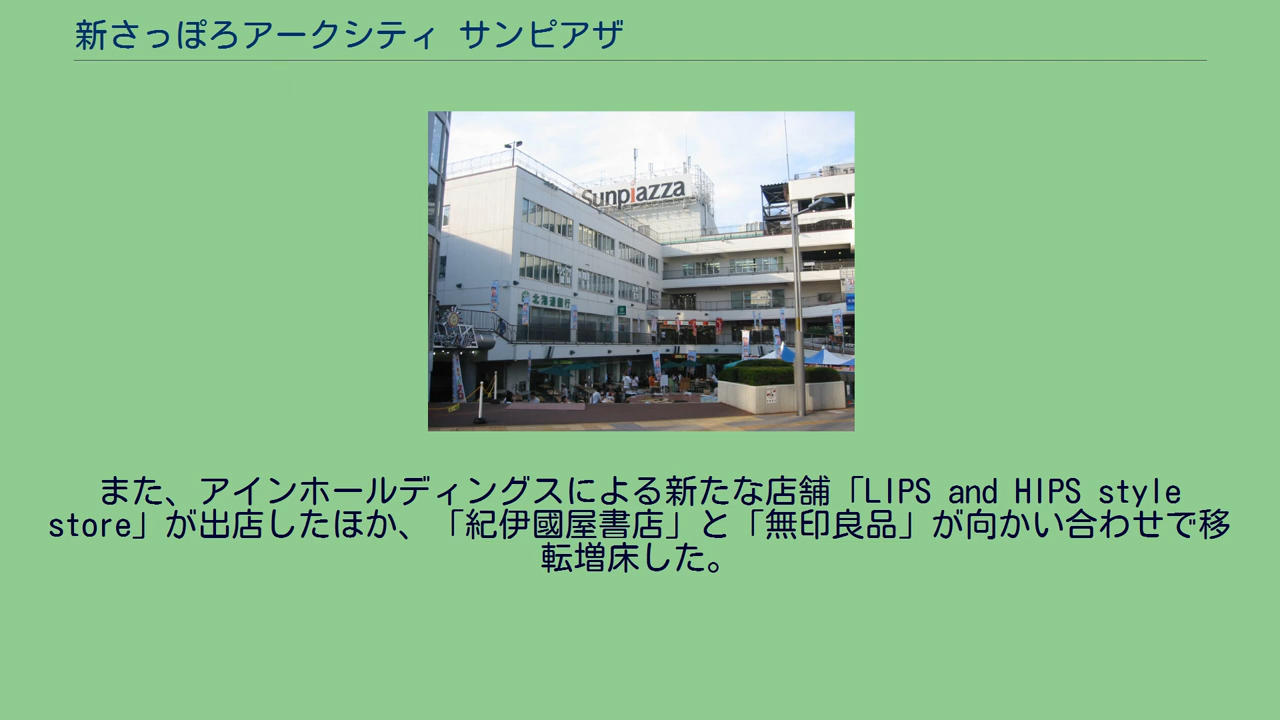 新さっぽろアークシティ サンピアザ
Sunpiazza
北海道銀行
また、アインホールディングスによる新たな店舗「LIPS and HIPS style
store」が出店したほか、「紀伊國屋書店」と「無印良品」が向かい合わせで移
転増床した。